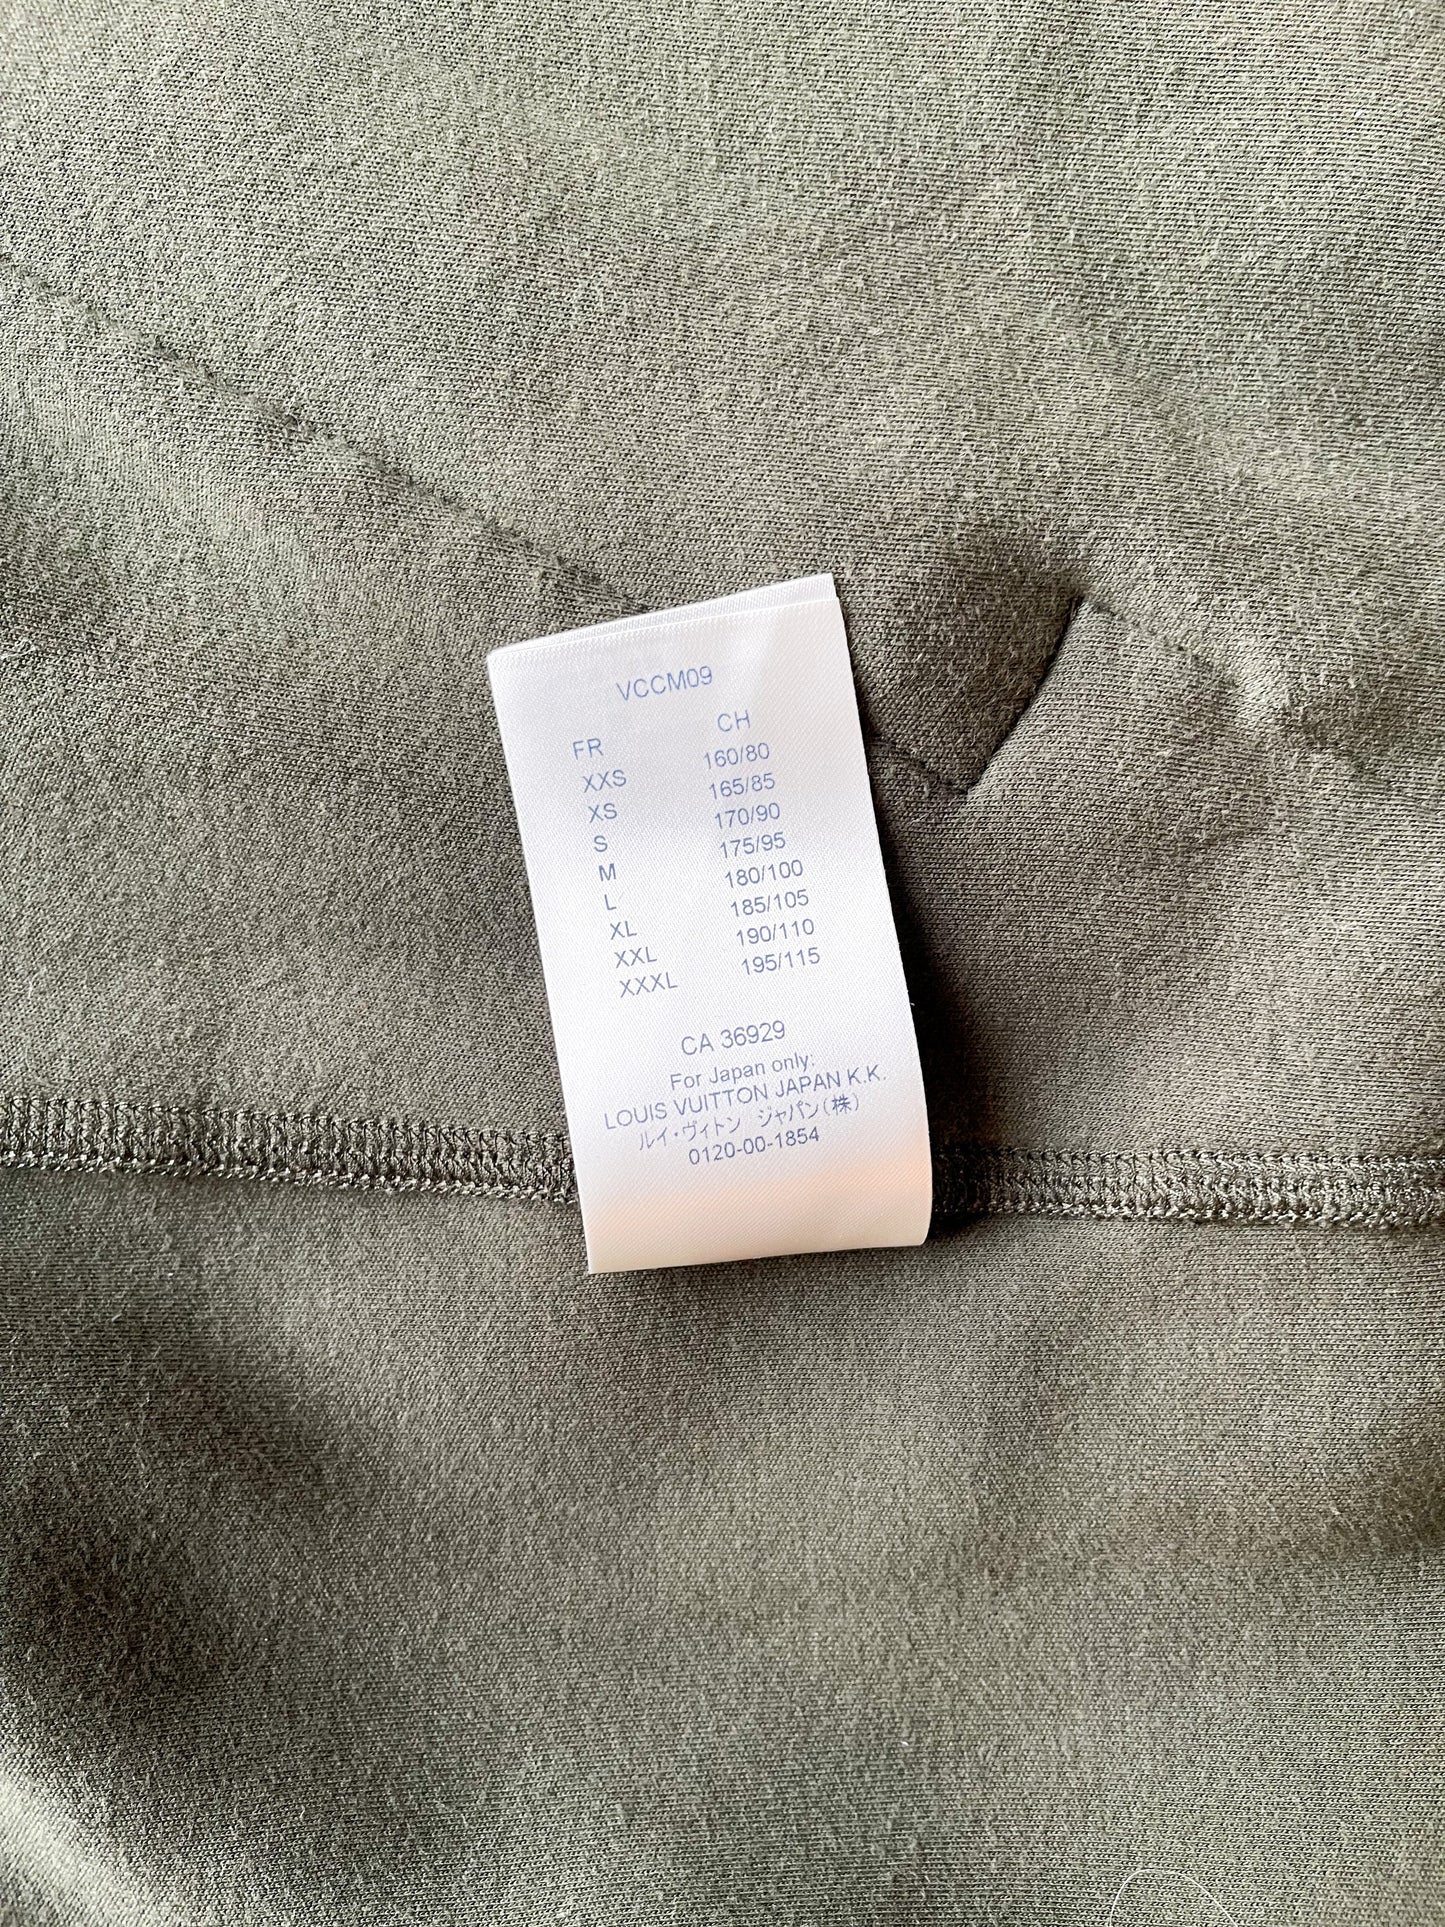 VCCM09
FR CH
XXS 160/80
XS 165/85
S 170/90
M 175/95
L 180/100
XL 185/105
XXL 190/110
XXXL 195/115
CA 36929
For Japan only:
LOUIS VUITTON JAPAN K.K.
ルイ・ヴィトン ジャパン(株)
0120-00-1854